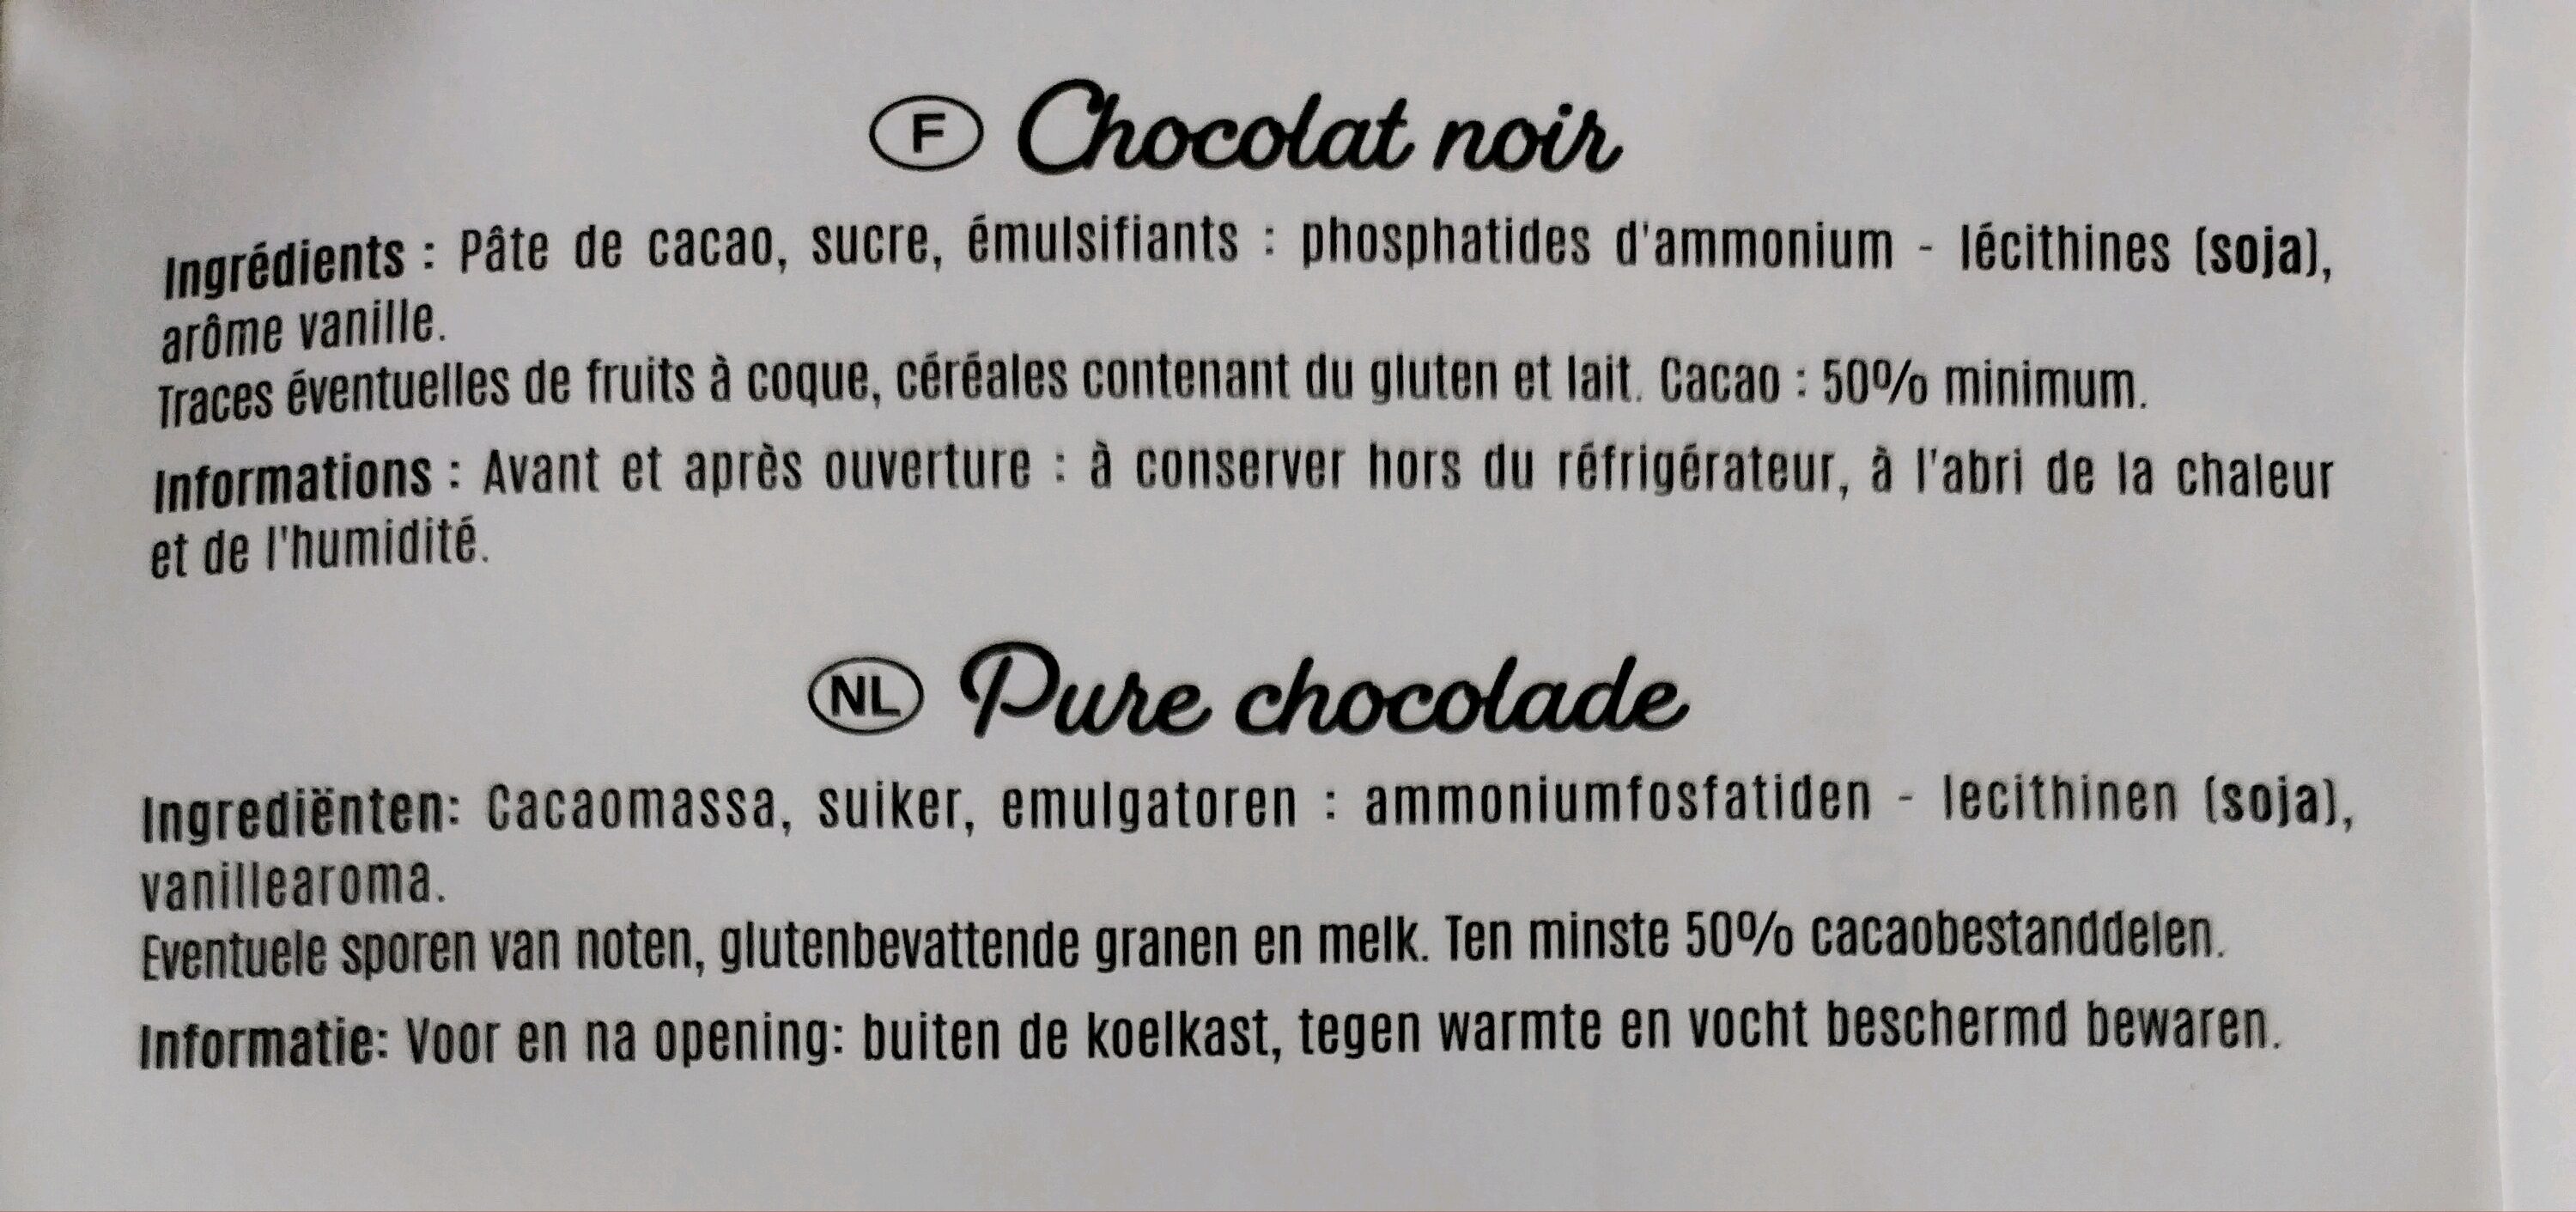 F Chocolat noir
Ingrédients : Pâte de cacao, sucre, émulsifiants : phosphatides d'ammonium - lécithines (soja),
arôme vanille.
Traces éventuelles de fruits à coque, céréales contenant du gluten et lait. Cacao : 50% minimum.
Informations : Avant et après ouverture : à conserver hors du réfrigérateur, à l'abri de la chaleur
et de l'humidité.
NL Pure chocolade
Ingrediënten: Cacaomassa, suiker, emulgatoren : ammoniumfosfatiden - lecithinen (soja),
vanillearoma.
Eventuele sporen van noten, glutenbevattende granen en melk. Ten minste 50% cacaobestanddelen.
Informatie: Voor en na opening: buiten de koelkast, tegen warmte en vocht beschermd bewaren.